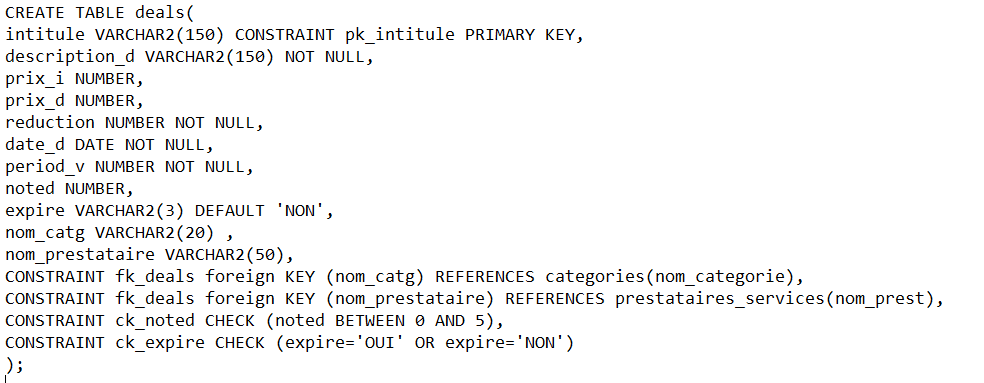 CREATE TABLE deals(
intitule VARCHAR2(150) CONSTRAINT pk_intitule PRIMARY KEY,
description_d VARCHAR2(150) NOT NULL,
prix_i NUMBER,
prix_d NUMBER,
reduction NUMBER NOT NULL,
date_d DATE NOT NULL,
period_v NUMBER NOT NULL,
noted NUMBER,
expire VARCHAR2(3) DEFAULT 'NON',
nom_catg VARCHAR2(20) ,
nom_prestataire VARCHAR2(50),
CONSTRAINT fk_deals foreign KEY (nom_catg) REFERENCES categories(nom_categorie),
CONSTRAINT fk_deals foreign KEY (nom_prestataire) REFERENCES prestataires_services(nom_prest),
CONSTRAINT ck_noted CHECK (noted BETWEEN 0 AND 5),
CONSTRAINT ck_expire CHECK (expire='OUI' OR expire='NON')
);